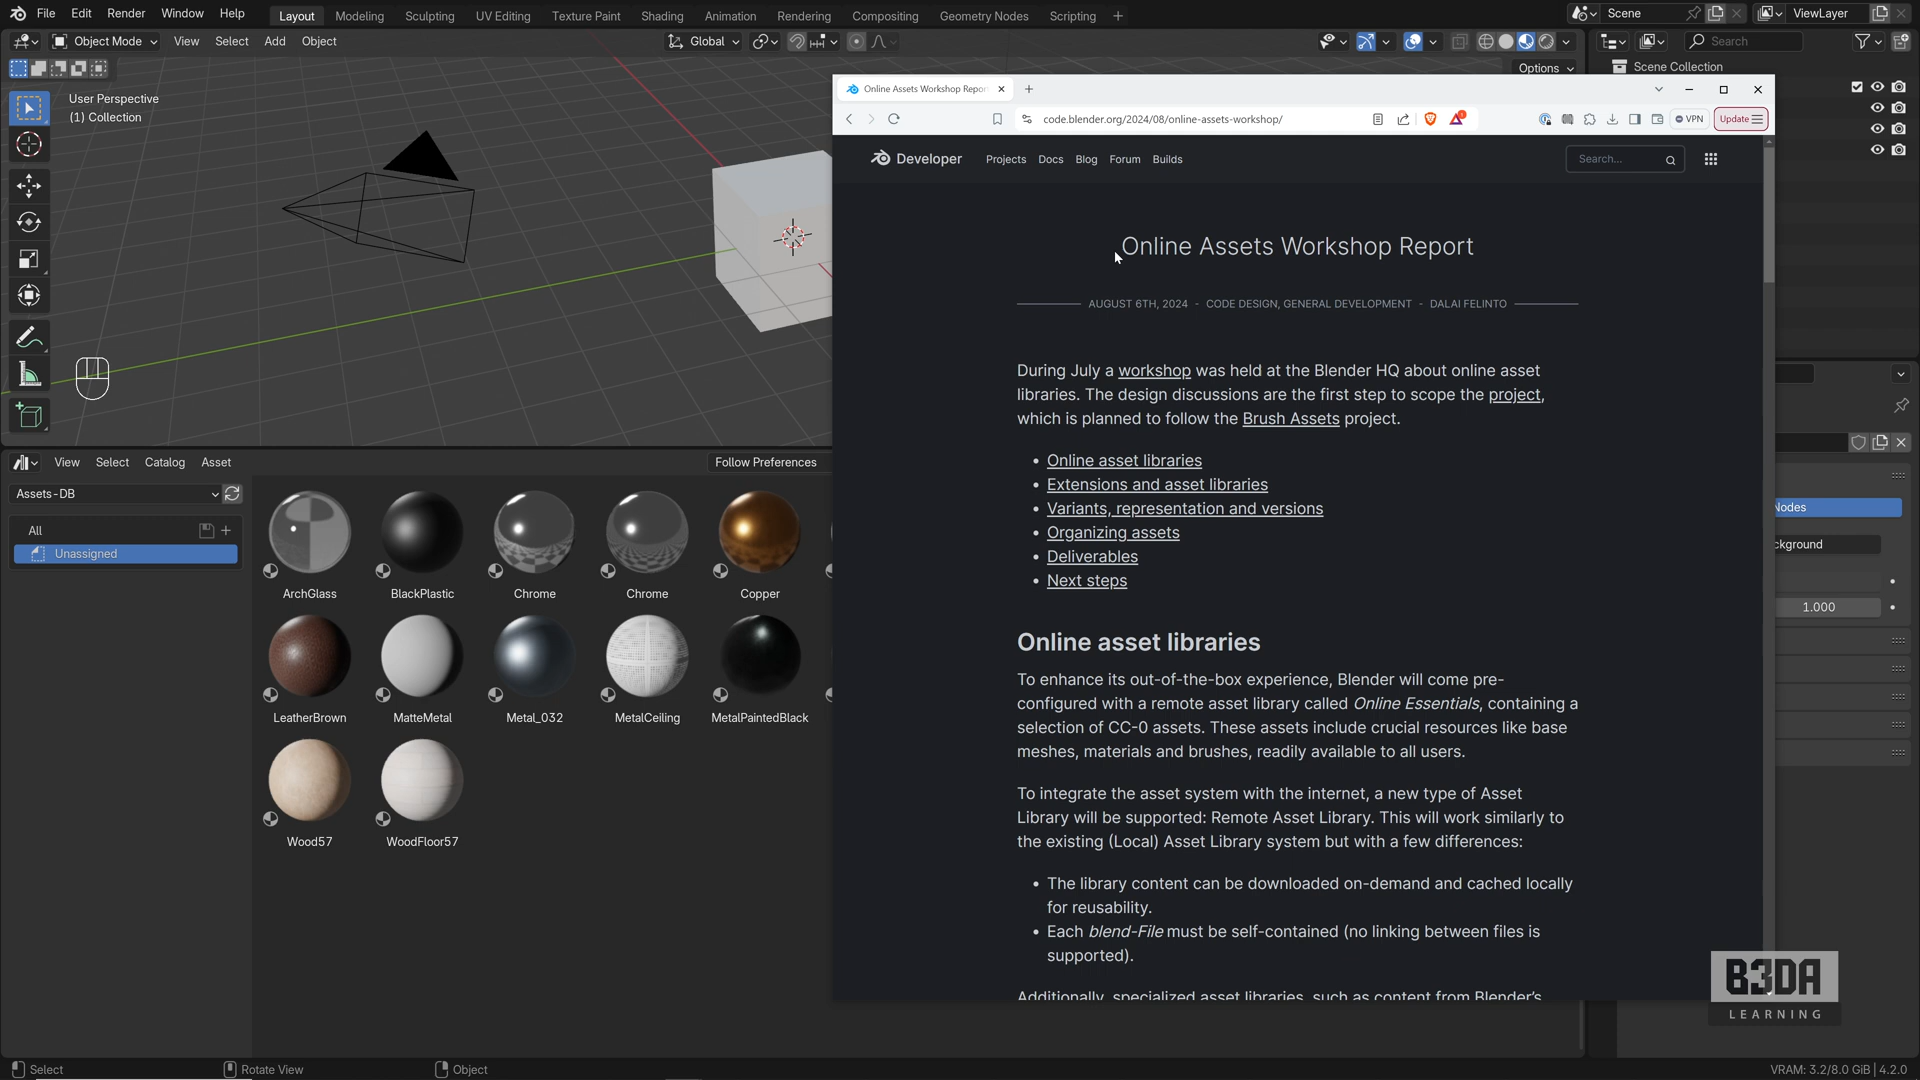 File Edit Render Window Help
Layout Modeling Sculpting UV Editing Texture Paint Shading Animation Rendering Compositing Geometry Nodes Scripting +
Scene
ViewLayer
Object Mode View Select Add Object
Global
Search
Options
Scene Collection
User Perspective
(1) Collection
Online Assets Workshop Repor
code.blender.org/2024/08/online-assets-workshop/
VPN
Update
Developer Projects Docs Blog Forum Builds
Search...
Online Assets Workshop Report
AUGUST 6TH, 2024 - CODE DESIGN, GENERAL DEVELOPMENT - DALAI FELINTO
During July a workshop was held at the Blender HQ about online asset
libraries. The design discussions are the first step to scope the project,
which is planned to follow the Brush Assets project.
• Online asset libraries
• Extensions and asset libraries
• Variants, representation and versions
• Organizing assets
• Deliverables
• Next steps
Online asset libraries
To enhance its out-of-the-box experience, Blender will come pre-
configured with a remote asset library called Online Essentials, containing a
selection of CC-0 assets. These assets include crucial resources like base
meshes, materials and brushes, readily available to all users.
To integrate the asset system with the internet, a new type of Asset
Library will be supported: Remote Asset Library. This will work similarly to
the existing (Local) Asset Library system but with a few differences:
• The library content can be downloaded on-demand and cached locally
for reusability.
• Each blend-File must be self-contained (no linking between files is
supported).
Additionally, specialized asset libraries, such as content from Blender's
View Select Catalog Asset
Follow Preferences
Assets-DB
All
Unassigned
ArchGlass BlackPlastic Chrome Chrome Copper
LeatherBrown MatteMetal Metal_032 MetalCeiling MetalPaintedBlack
Wood57 WoodFloor57
Nodes
ckground
1.000
B3DA
LEARNING
Select
Rotate View
Object
VRAM: 3.2/8.0 GiB | 4.2.0